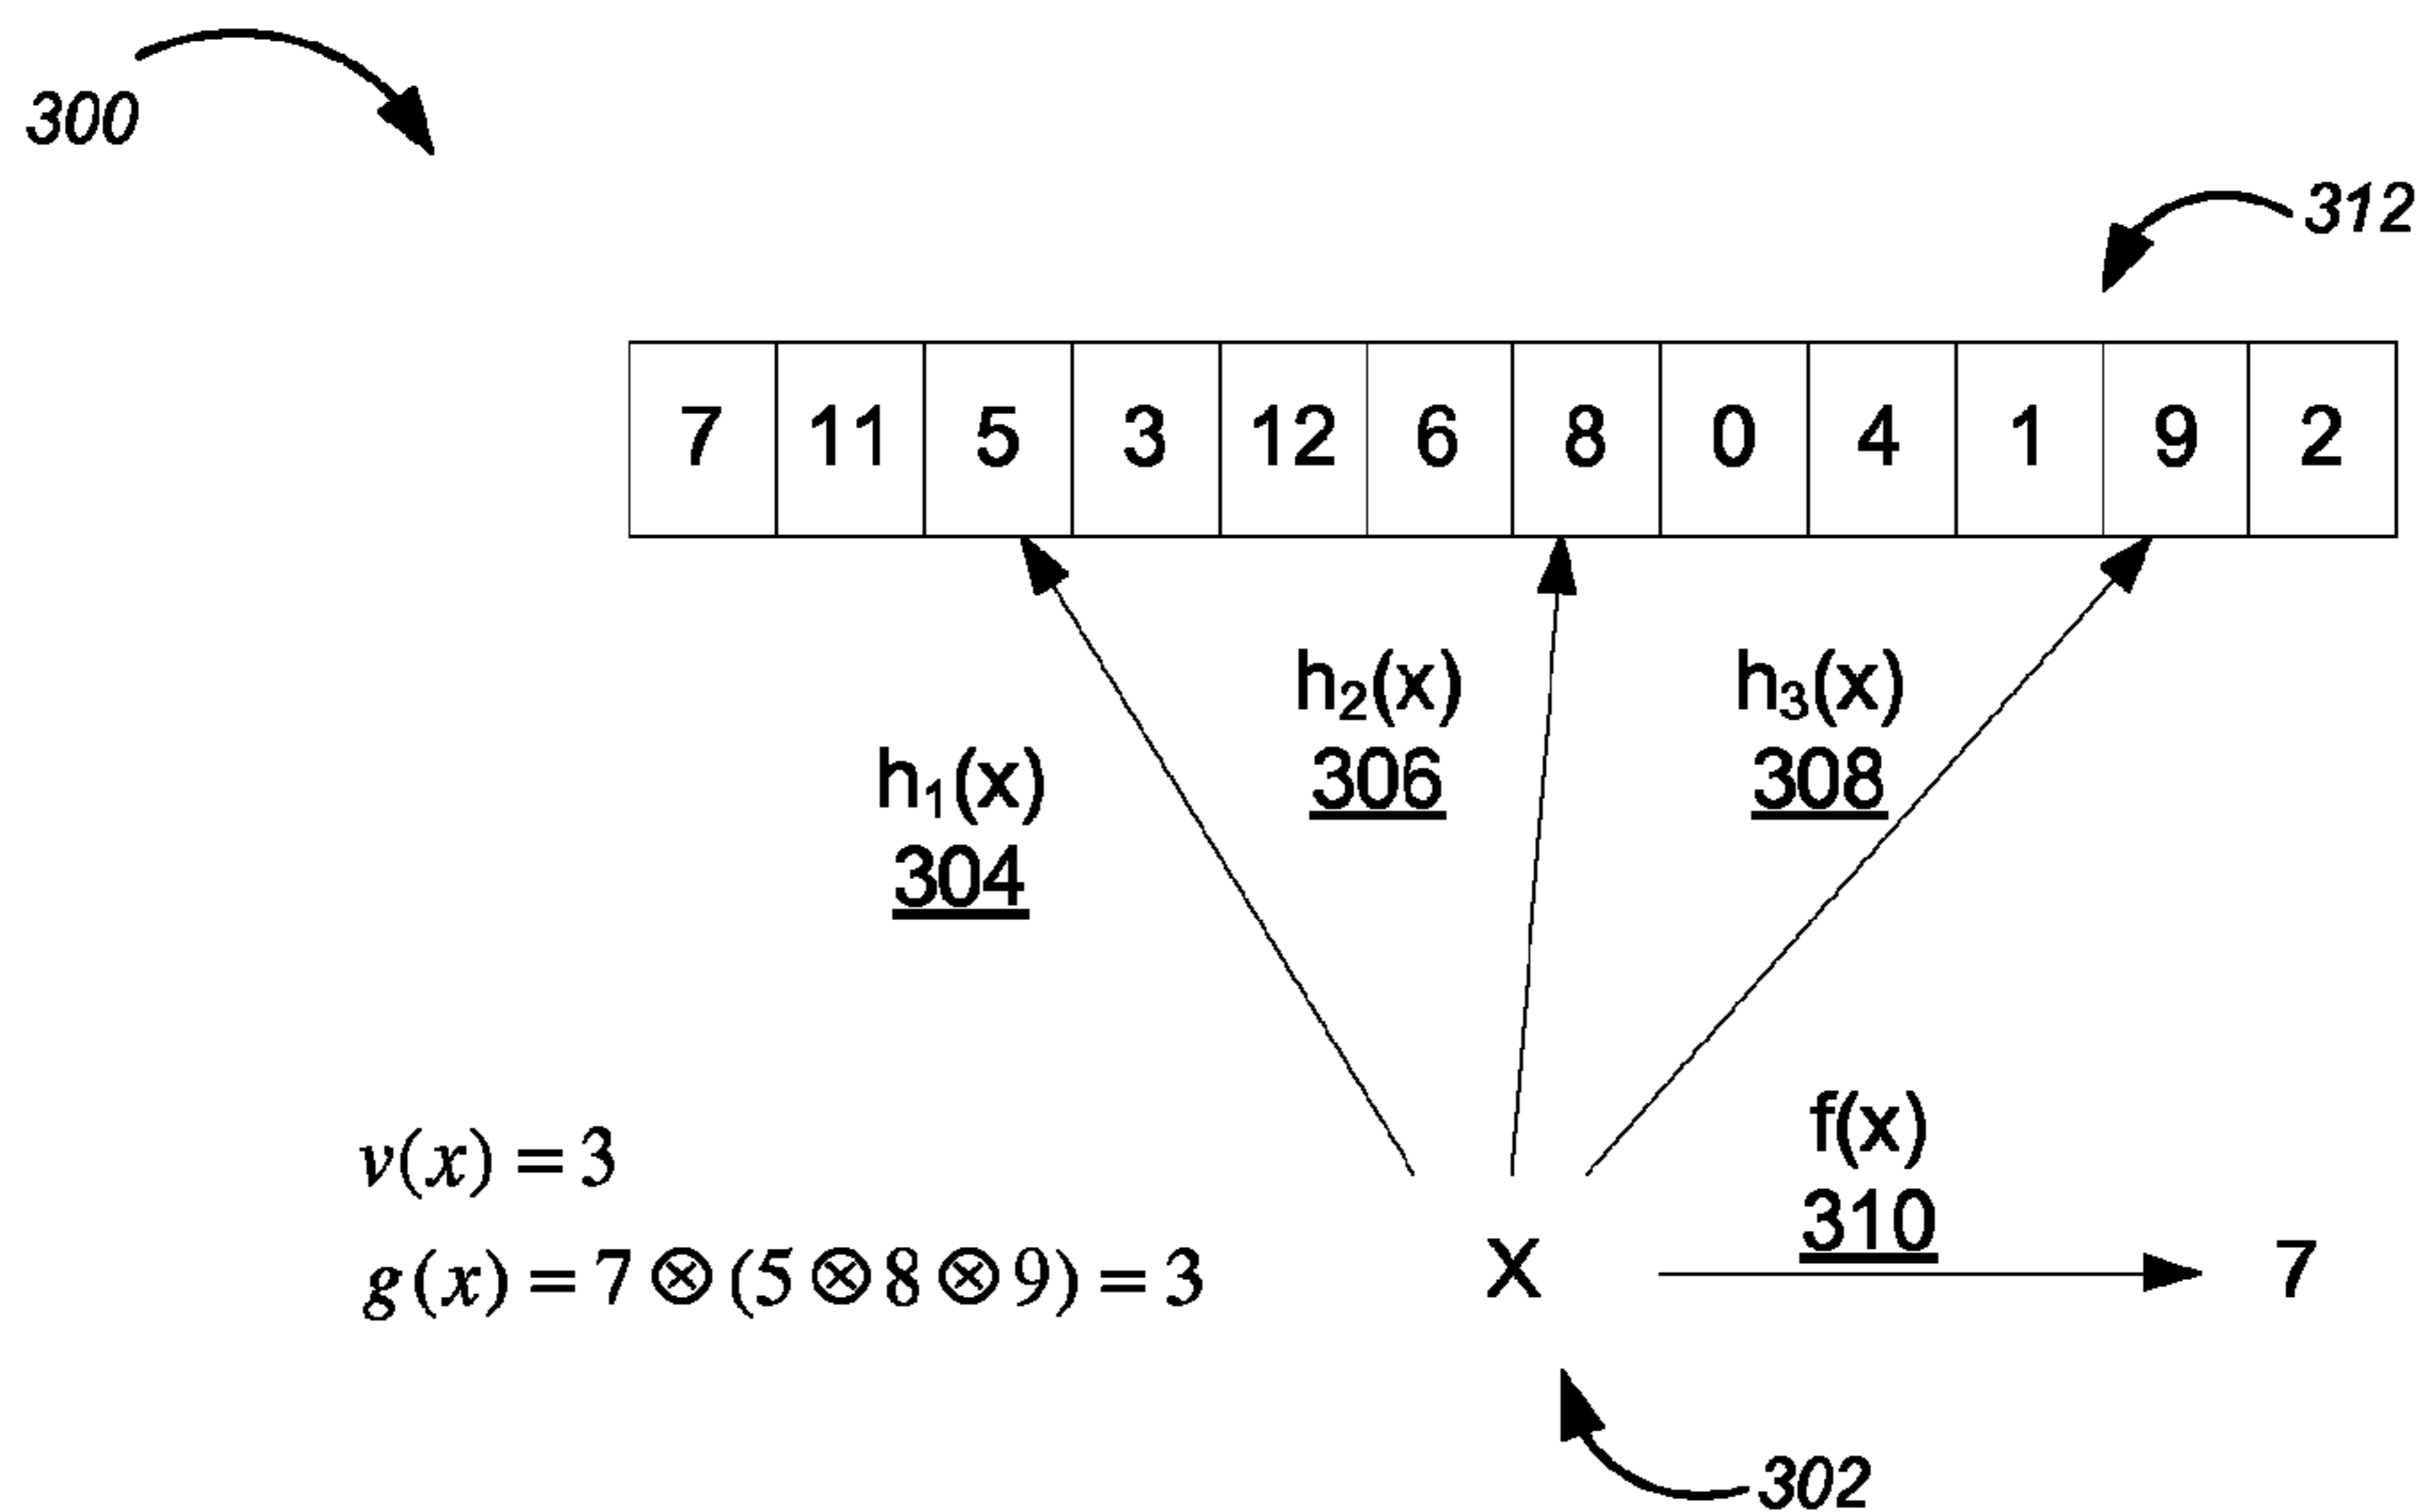 300
312
7 11 5 3 12 6 8 0 4 1 9 2
h₁(x)
304
h₂(x)
306
h₃(x)
308
v(x) = 3
g(x) = 7 ⊗ (5 ⊗ 8 ⊗ 9) = 3
f(x)
310
X
7
302